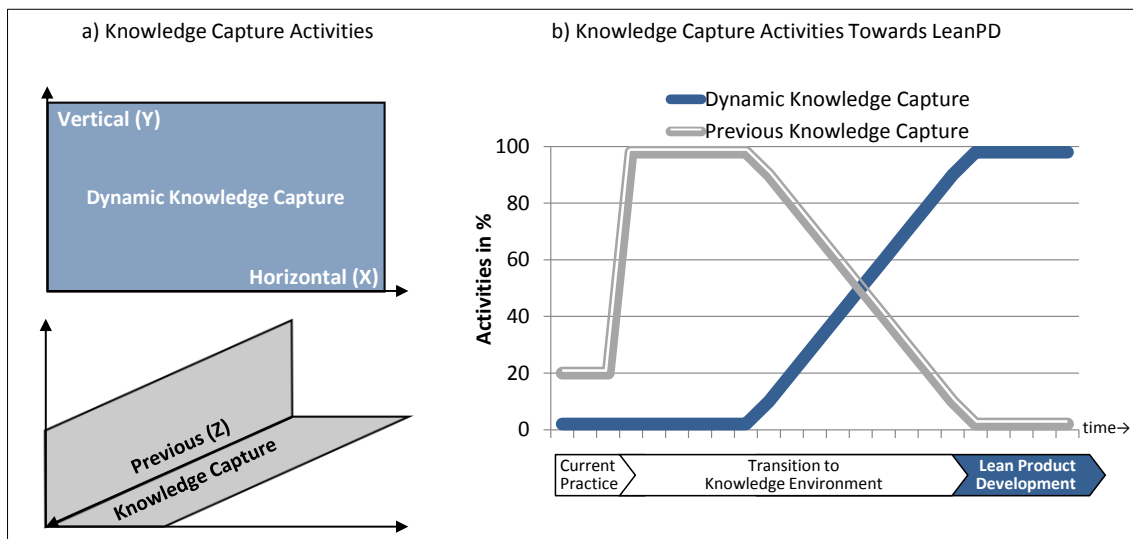 a) Knowledge Capture Activities
Vertical (Y)
Dynamic Knowledge Capture
Horizontal (X)
Previous (Z)
Knowledge Capture
b) Knowledge Capture Activities Towards LeanPD
Dynamic Knowledge Capture
Previous Knowledge Capture
Activities in %
100
80
60
40
20
0
time→
Current
Practice
Transition to
Knowledge Environment
Lean Product
Development